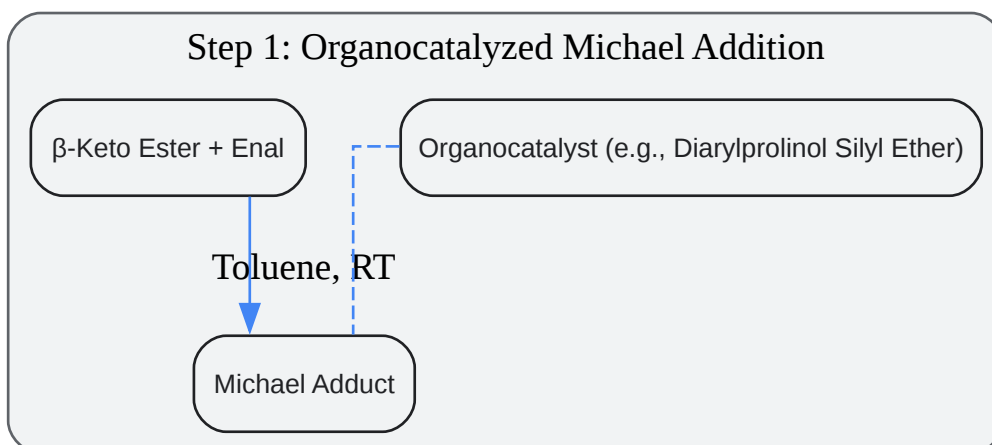 Step 1: Organocatalyzed Michael Addition
β-Keto Ester + Enal
Organocatalyst (e.g., Diarylprolinol Silyl Ether)
Toluene, RT
Michael Adduct